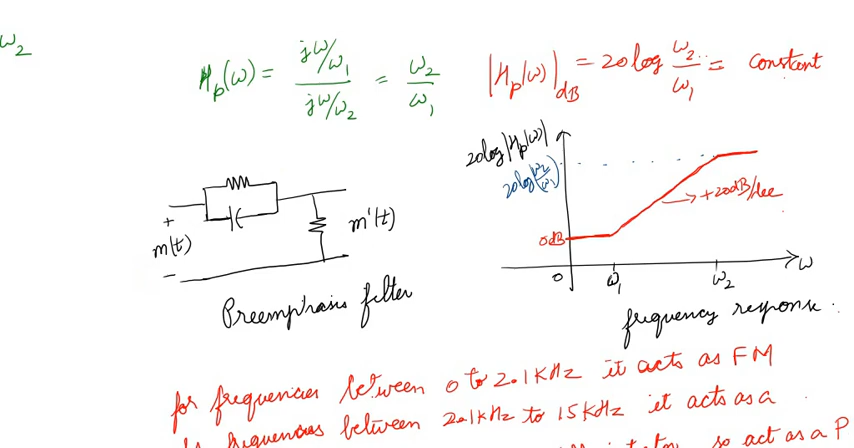 ω2
Hp(ω) = (jω/ω1)/(jω/ω2) = ω2/ω1
|Hp(ω)|dB = 20log ω2/ω1 = constant
20log|Hp(ω)|
20log(ω2/ω1)
→ +20dB/dec
0dB
0 ω1 ω2 ω
frequency response.
+
m(t)
−
m'(t)
Preemphasis filter
for frequencies between 0 to 2.1KHz it acts as FM
frequencies between 2.1KHz to 15KHz it acts as a
so act as a P